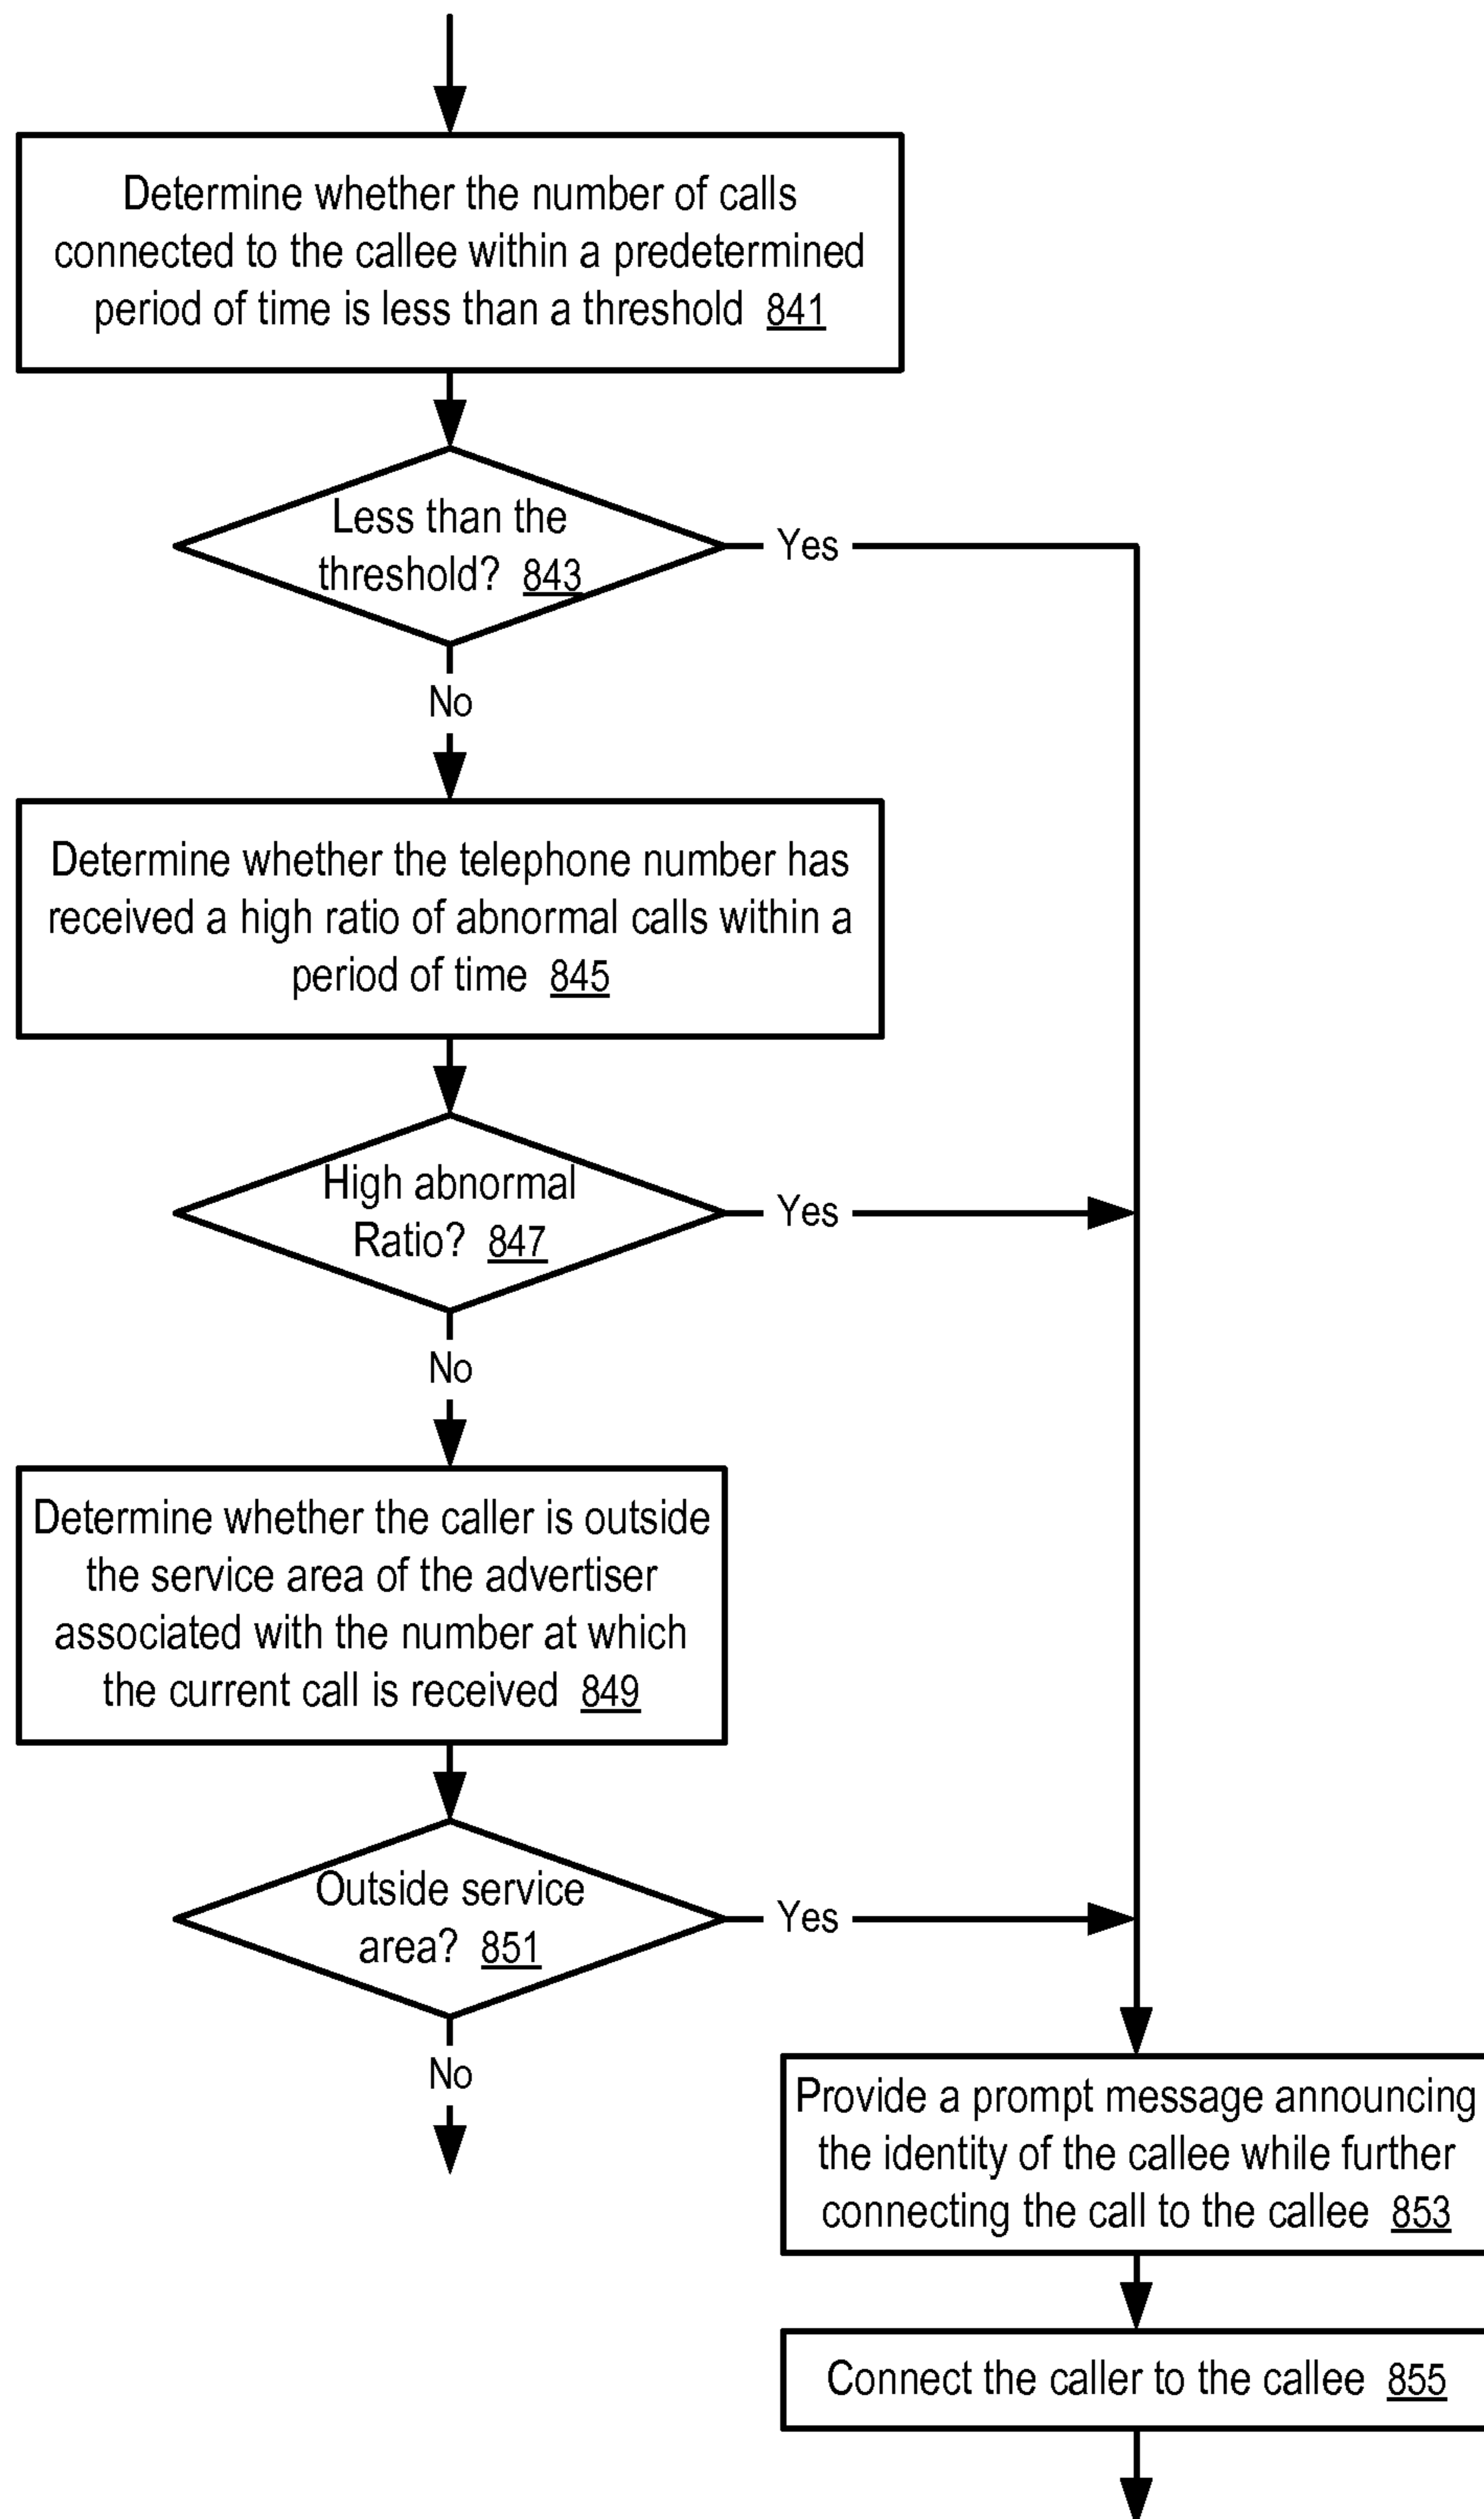 Determine whether the number of calls
connected to the callee within a predetermined
period of time is less than a threshold 841
Less than the
threshold? 843
Yes
No
Determine whether the telephone number has
received a high ratio of abnormal calls within a
period of time 845
High abnormal
Ratio? 847
Yes
No
Determine whether the caller is outside
the service area of the advertiser
associated with the number at which
the current call is received 849
Outside service
area? 851
Yes
No
Provide a prompt message announcing
the identity of the callee while further
connecting the call to the callee 853
Connect the caller to the callee 855